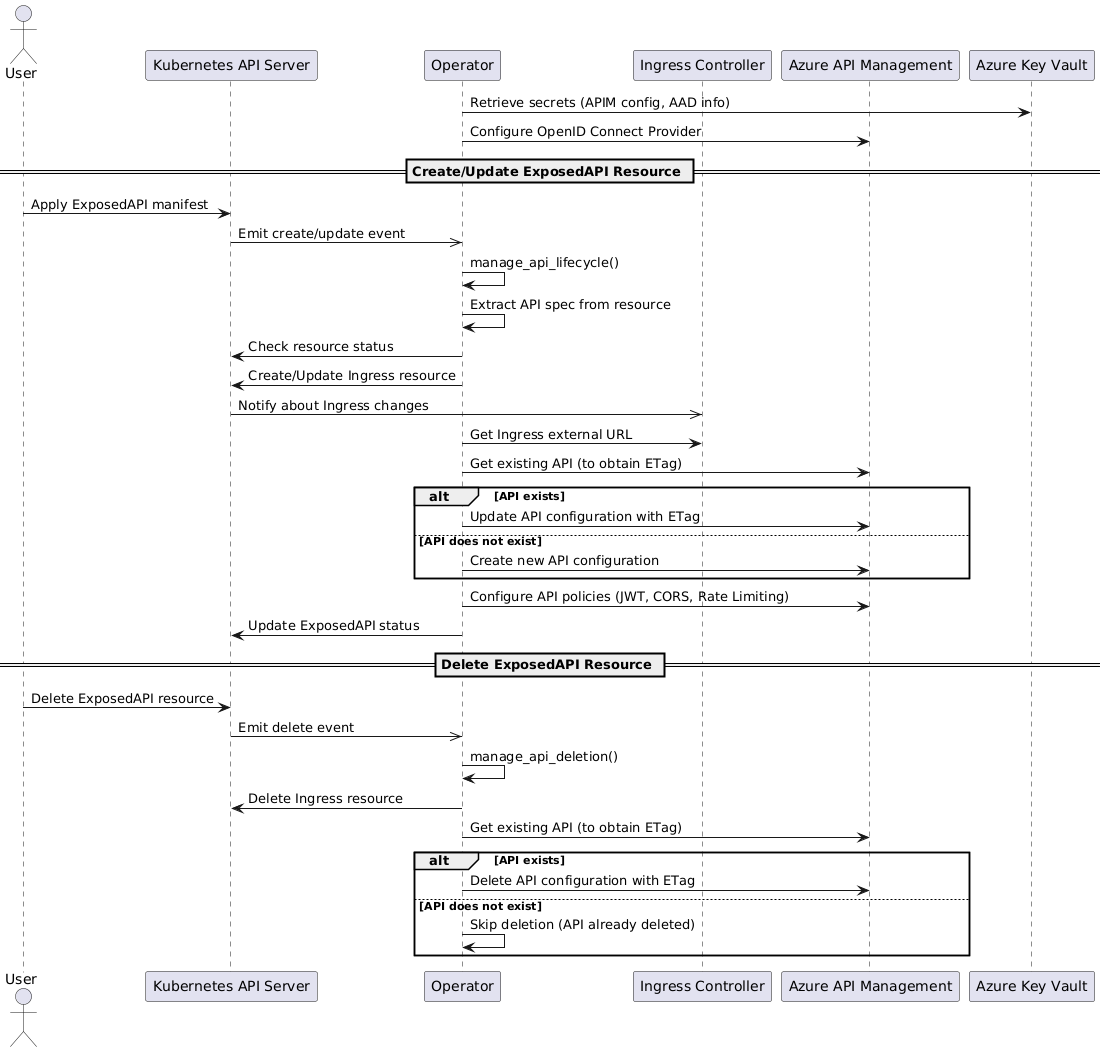 User
Kubernetes API Server
Operator
Ingress Controller
Azure API Management
Azure Key Vault
Retrieve secrets (APIM config, AAD info)
Configure OpenID Connect Provider
Create/Update ExposedAPI Resource
Apply ExposedAPI manifest
Emit create/update event
manage_api_lifecycle()
Extract API spec from resource
Check resource status
Create/Update Ingress resource
Notify about Ingress changes
Get Ingress external URL
Get existing API (to obtain ETag)
alt [API exists]
Update API configuration with ETag
[API does not exist]
Create new API configuration
Configure API policies (JWT, CORS, Rate Limiting)
Update ExposedAPI status
Delete ExposedAPI Resource
Delete ExposedAPI resource
Emit delete event
manage_api_deletion()
Delete Ingress resource
Get existing API (to obtain ETag)
alt [API exists]
Delete API configuration with ETag
[API does not exist]
Skip deletion (API already deleted)
User
Kubernetes API Server
Operator
Ingress Controller
Azure API Management
Azure Key Vault